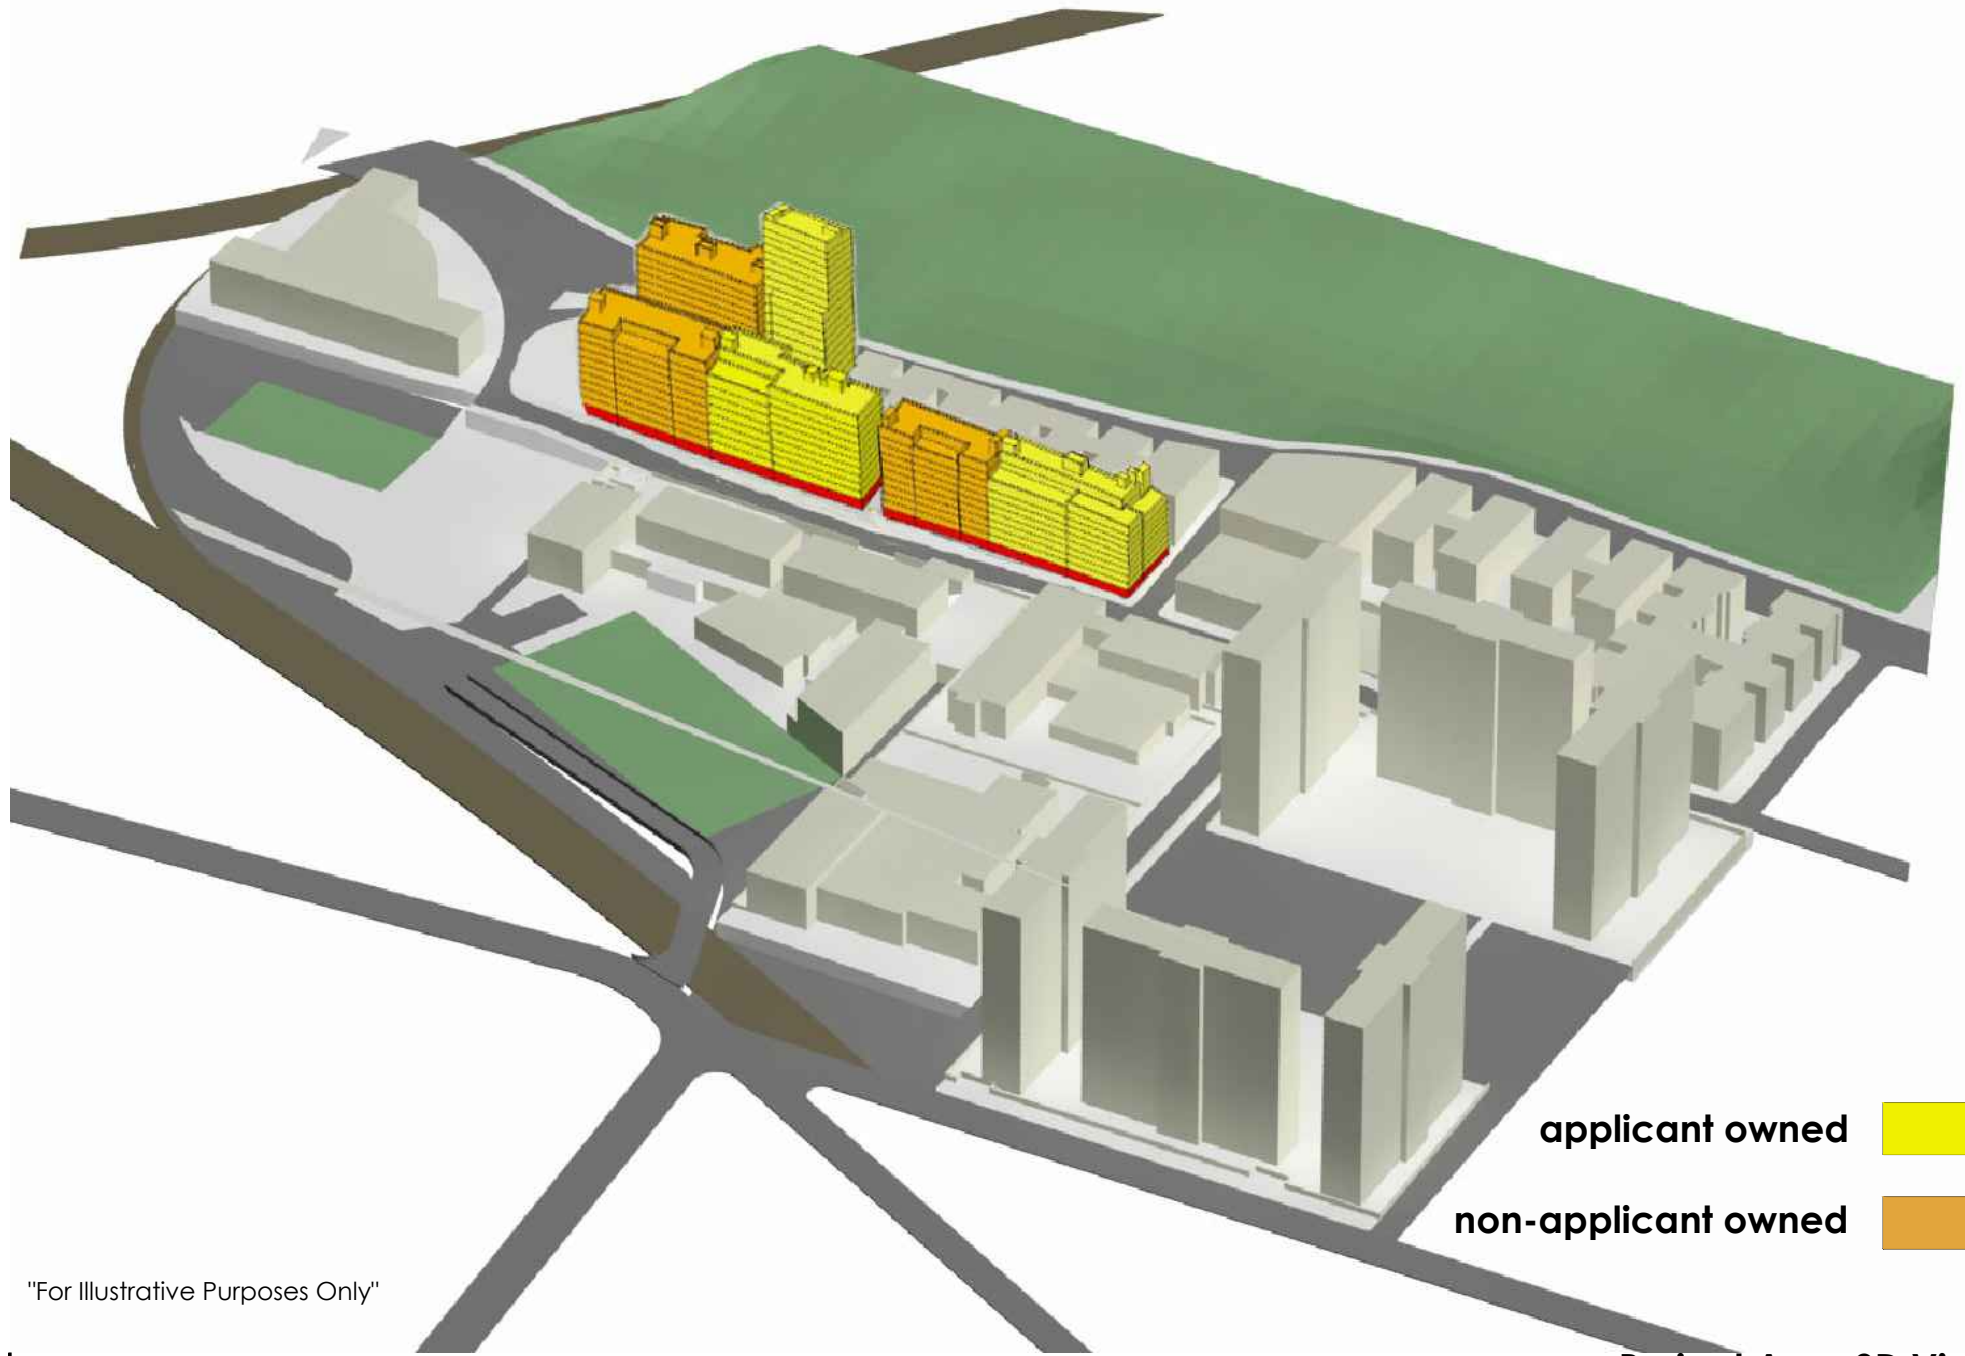 applicant owned
non-applicant owned
"For Illustrative Purposes Only"